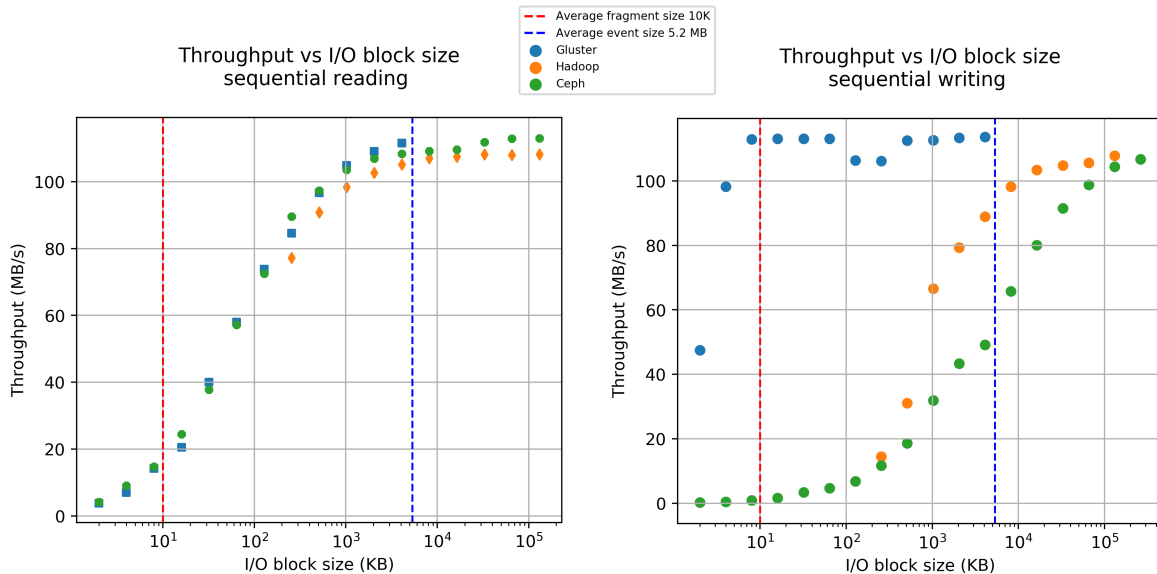 Average fragment size 10K
Average event size 5.2 MB
Gluster
Hadoop
Ceph
Throughput vs I/O block size
sequential reading
Throughput (MB/s)
100
80
60
40
20
0
10¹
10²
10³
10⁴
10⁵
I/O block size (KB)
Throughput vs I/O block size
sequential writing
Throughput (MB/s)
100
80
60
40
20
0
10¹
10²
10³
10⁴
10⁵
I/O block size (KB)